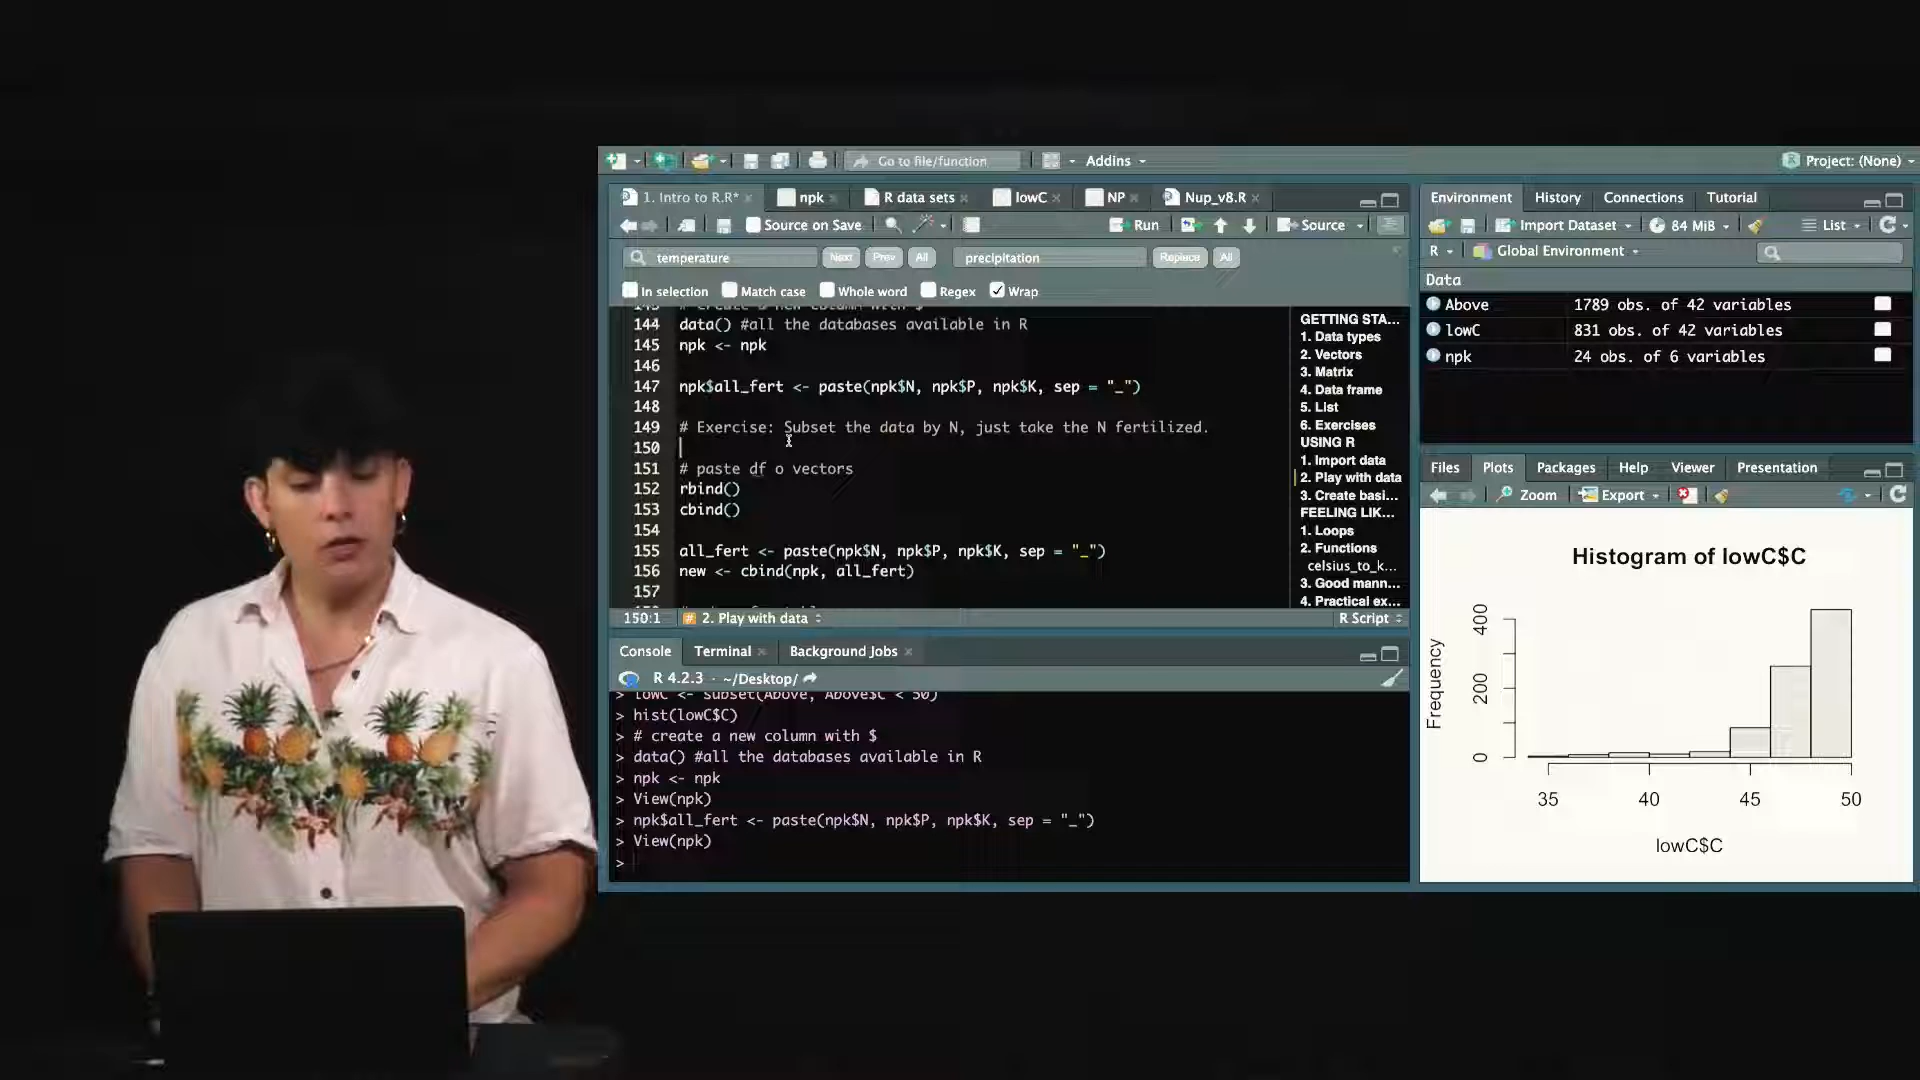 Go to file/function
Addins
Project: (None)
1. Intro to R.R*
npk
R data sets
lowC
NP
Nup_v8.R
Source on Save
Run
Source
temperature
Next
Prev
All
precipitation
Replace
All
In selection
Match case
Whole word
Regex
Wrap
143 # create a new column with $
144 data() #all the databases available in R
145 npk <- npk
146
147 npk$all_fert <- paste(npk$N, npk$P, npk$K, sep = "_")
148
149 # Exercise: Subset the data by N, just take the N fertilized.
150
151 # paste df o vectors
152 rbind()
153 cbind()
154
155 all_fert <- paste(npk$N, npk$P, npk$K, sep = "_")
156 new <- cbind(npk, all_fert)
157
GETTING STA...
1. Data types
2. Vectors
3. Matrix
4. Data frame
5. List
6. Exercises
USING R
1. Import data
2. Play with data
3. Create basi...
FEELING LIK...
1. Loops
2. Functions
celsius_to_k...
3. Good mann...
4. Practical ex...
150:1
2. Play with data
R Script
Console
Terminal
Background Jobs
R 4.2.3 · ~/Desktop/
> lowC <- subset(Above, Above$C < 50)
> hist(lowC$C)
> # create a new column with $
> data() #all the databases available in R
> npk <- npk
> View(npk)
> npk$all_fert <- paste(npk$N, npk$P, npk$K, sep = "_")
> View(npk)
>
Environment
History
Connections
Tutorial
Import Dataset
84 MiB
List
R
Global Environment
Data
Above 1789 obs. of 42 variables
lowC 831 obs. of 42 variables
npk 24 obs. of 6 variables
Files
Plots
Packages
Help
Viewer
Presentation
Zoom
Export
Histogram of lowC$C
Frequency
400
200
0
35 40 45 50
lowC$C